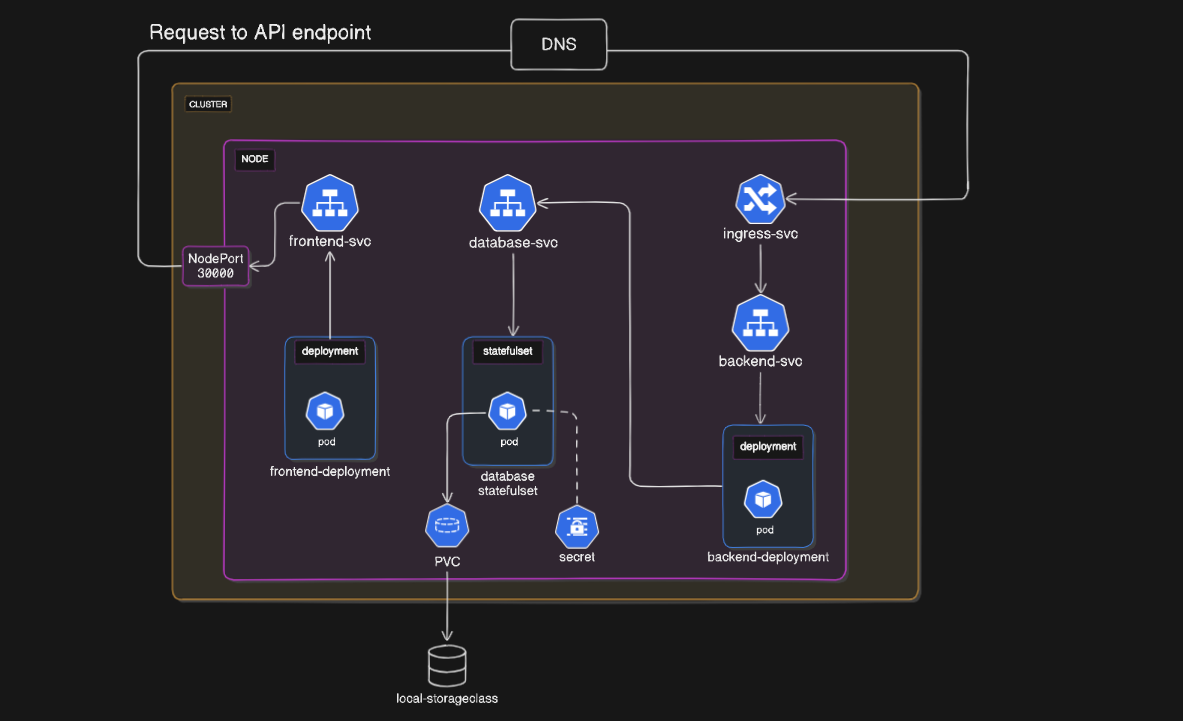 Request to API endpoint
DNS
CLUSTER
NODE
frontend-svc
database-svc
ingress-svc
NodePort
30000
backend-svc
deployment
statefulset
pod
pod
deployment
frontend-deployment
database
statefulset
pod
PVC
secret
backend-deployment
local-storageclass